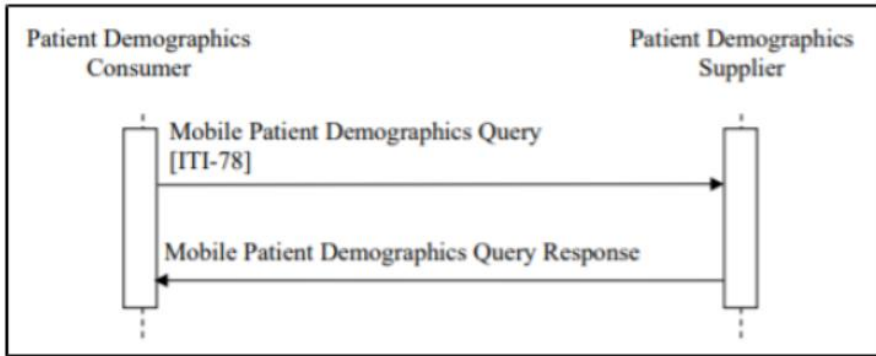 Patient Demographics
Consumer
Patient Demographics
Supplier
Mobile Patient Demographics Query
[ITI-78]
Mobile Patient Demographics Query Response